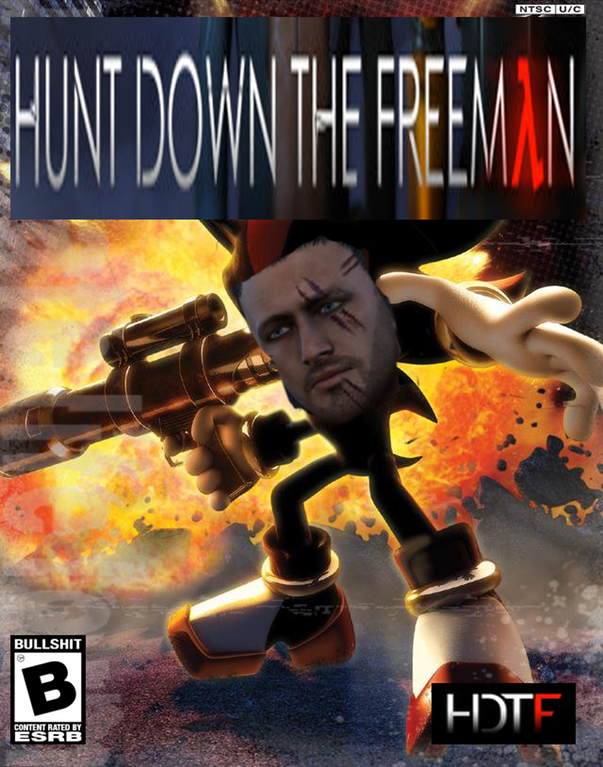 NTSC U/C
HUNT DOWN THE FREEMλN
BULLSHIT
B
CONTENT RATED BY
ESRB
HDTF